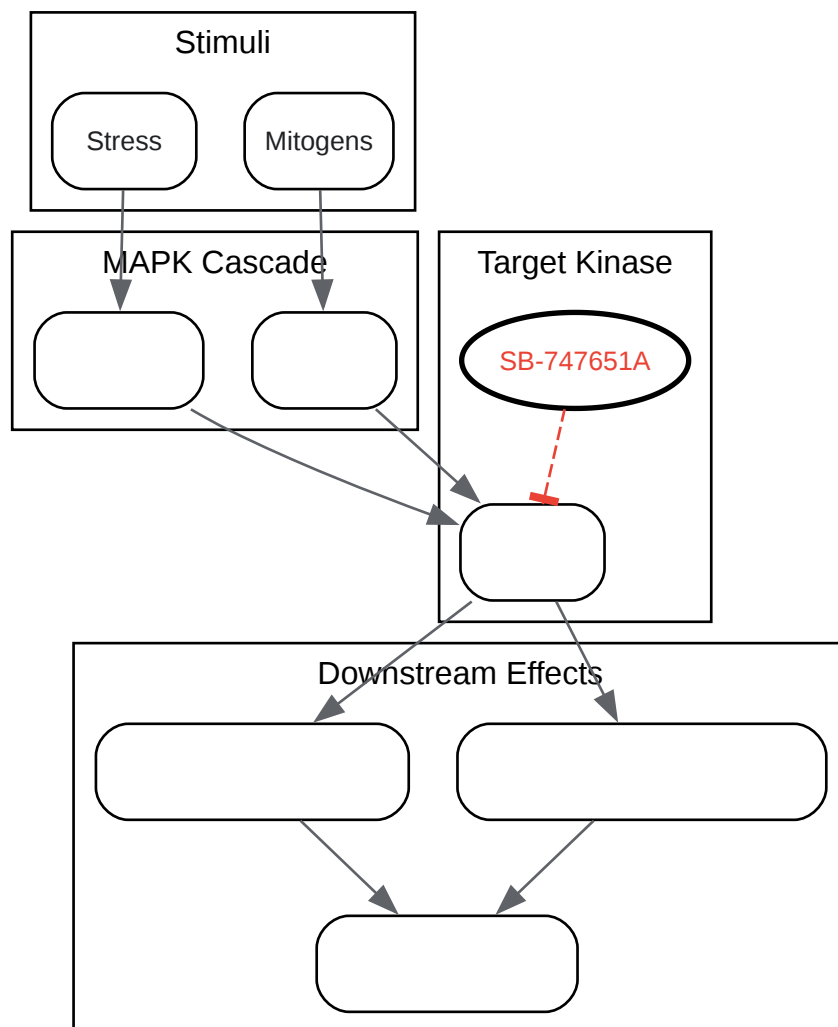 Stimuli
Stress
Mitogens
MAPK Cascade
Target Kinase
SB-747651A
Downstream Effects